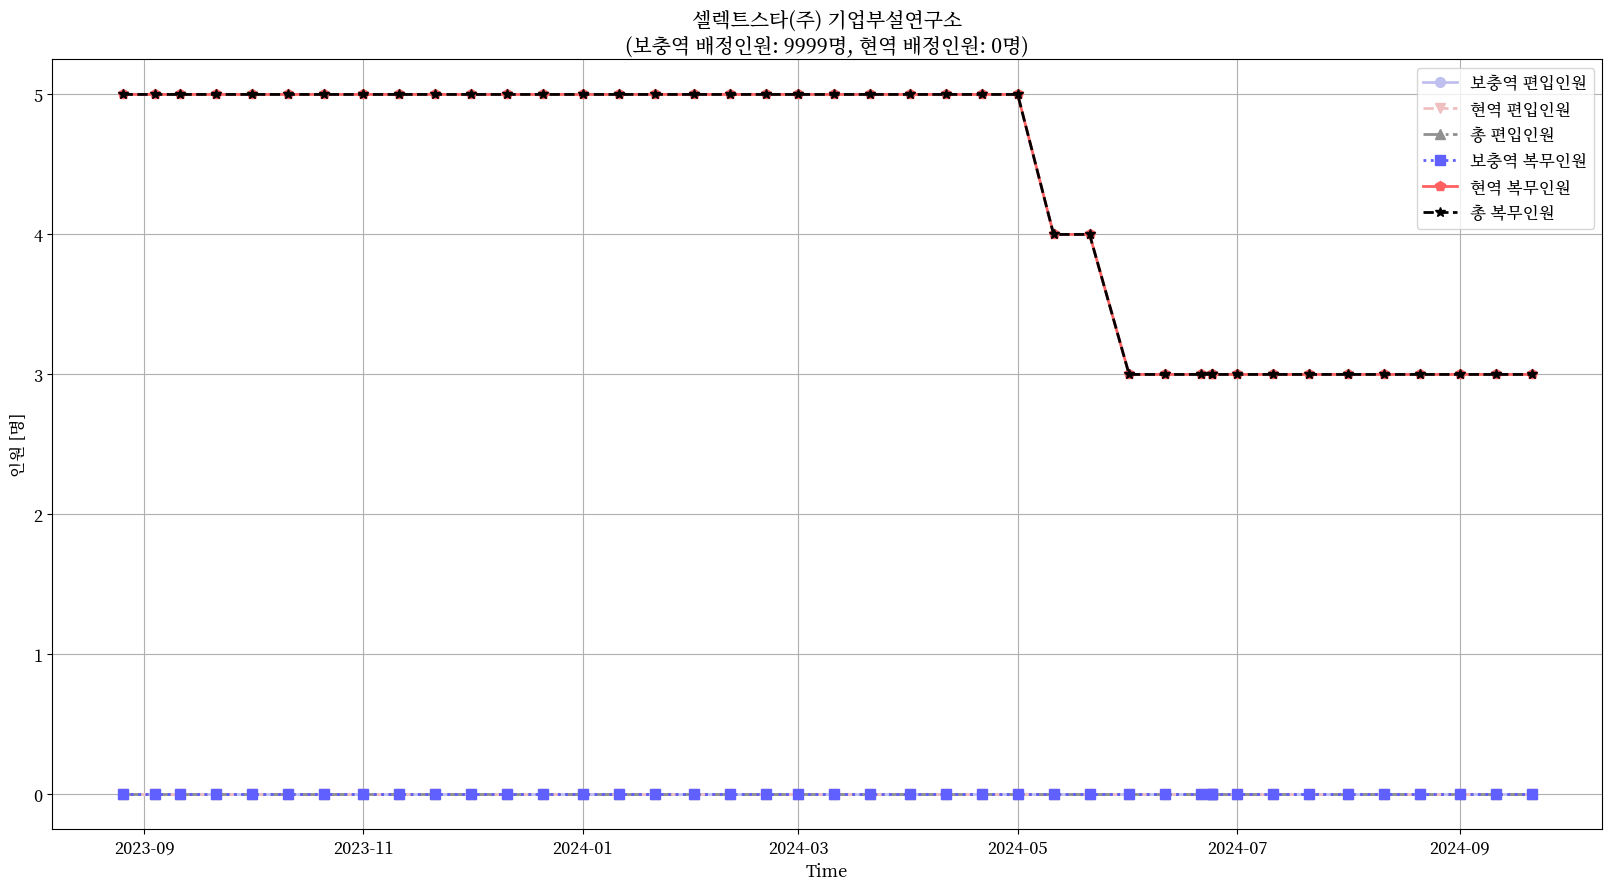 셀렉트스타(주) 기업부설연구소
(보충역 배정인원: 9999명, 현역 배정인원: 0명)
보충역 편입인원
현역 편입인원
총 편입인원
보충역 복무인원
현역 복무인원
총 복무인원
인원 [명]
5
4
3
2
1
0
2023-09
2023-11
2024-01
2024-03
2024-05
2024-07
2024-09
Time